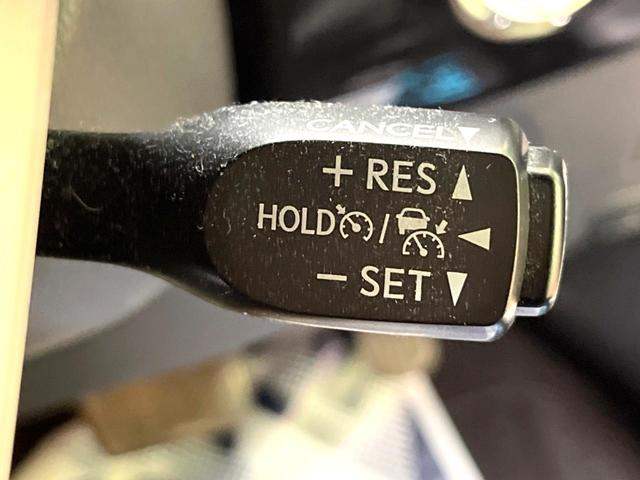 CANCEL▼
+ RES ▲
HOLD / ◀
− SET ▼